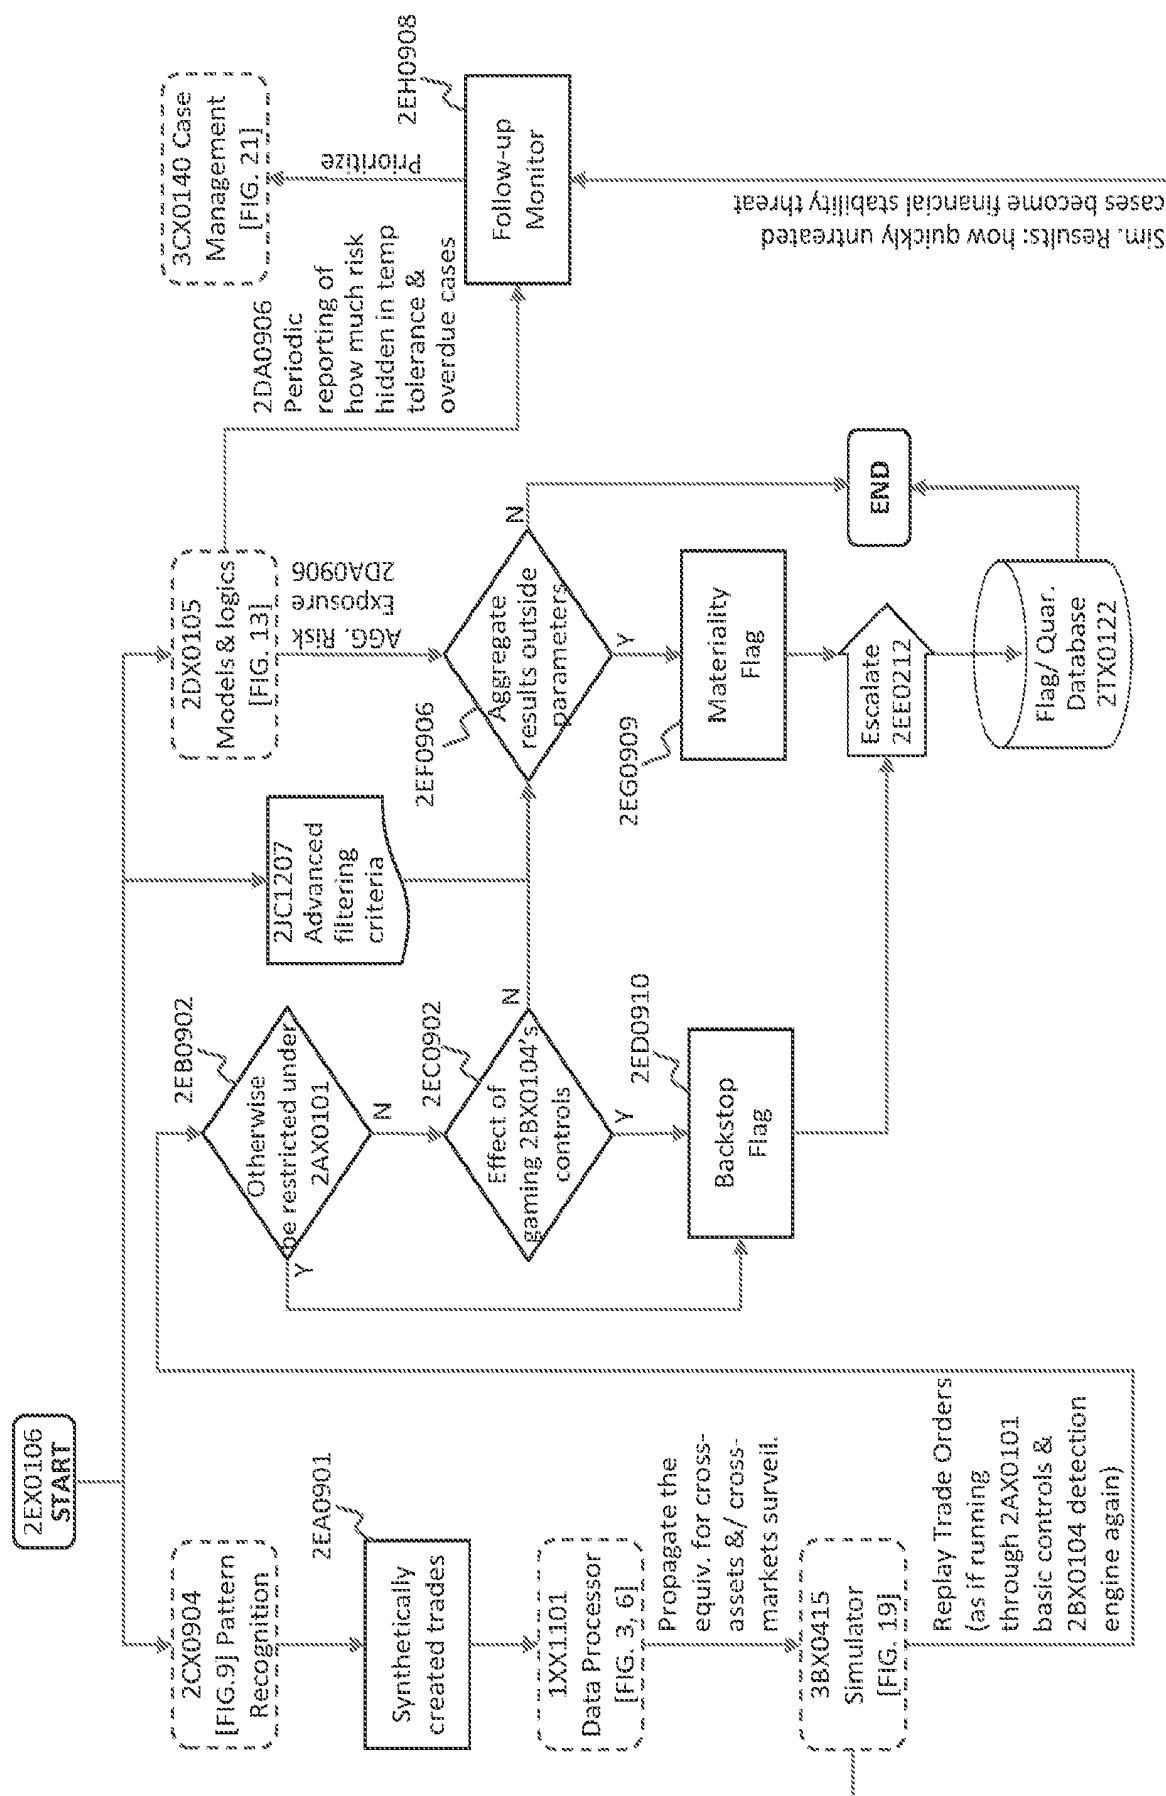 2EX0106
START
2CX0904
[FIG.9] Pattern
Recognition
2EA0901
Synthetically
created trades
1XX1101
Data Processor
[FIG. 3, 6]
Propagate the
equiv. for cross-
assets &/ cross-
markets surveil.
3BX0415
Simulator
[FIG. 19]
Replay Trade Orders
(as if running
through 2AX0101
basic controls &
2BX0104 detection
engine again)
2EB0902
Otherwise
be restricted under
2AX0101
Y
N
2EC0902
Effect of
gaming 2BX0104's
controls
N
Y
2ED0910
Backstop
Flag
2JC1207
Advanced
filtering
criteria
2DX0105
Models & logics
[FIG. 13]
AGG. Risk
Exposure
2DA0906
2EF0906
Aggregate
results outside
parameters
N
Y
2EG0909
Materiality
Flag
Escalate
2EE0212
Flag/ Quar.
Database
2TX0122
END
2DA0906
Periodic
reporting of
how much risk
hidden in temp
tolerance &
overdue cases
3CX0140 Case
Management
[FIG. 21]
Prioritize
2EH0908
Follow-up
Monitor
Sim. Results: how quickly untreated
cases become financial stability threat